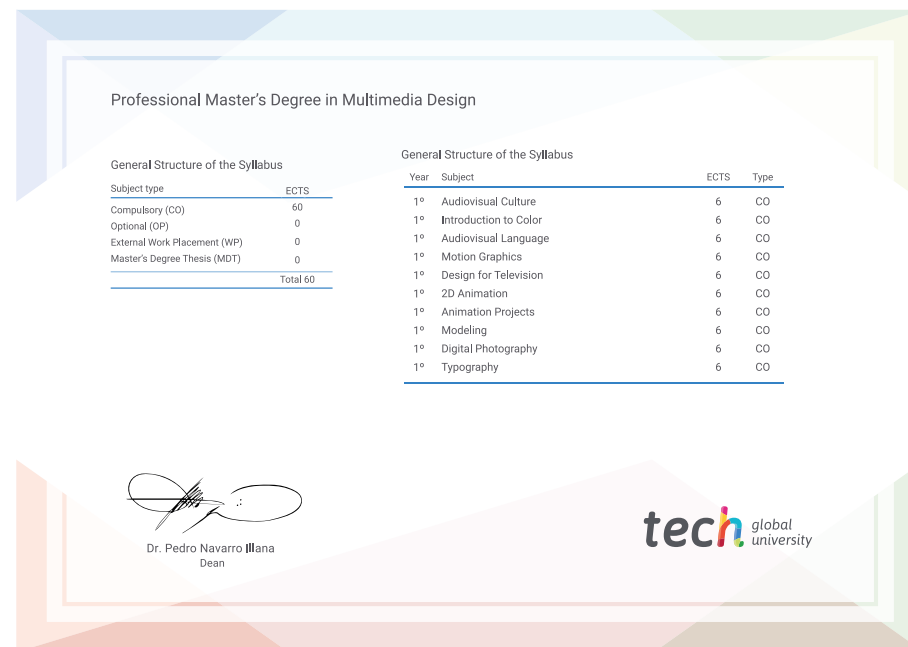 Professional Master's Degree in Multimedia Design
General Structure of the Syllabus
Subject type ECTS
Compulsory (CO) 60
Optional (OP) 0
External Work Placement (WP) 0
Master's Degree Thesis (MDT) 0
Total 60
General Structure of the Syllabus
Year Subject ECTS Type
1º Audiovisual Culture 6 CO
1º Introduction to Color 6 CO
1º Audiovisual Language 6 CO
1º Motion Graphics 6 CO
1º Design for Television 6 CO
1º 2D Animation 6 CO
1º Animation Projects 6 CO
1º Modeling 6 CO
1º Digital Photography 6 CO
1º Typography 6 CO
Dr. Pedro Navarro Illana
Dean
tech global
university